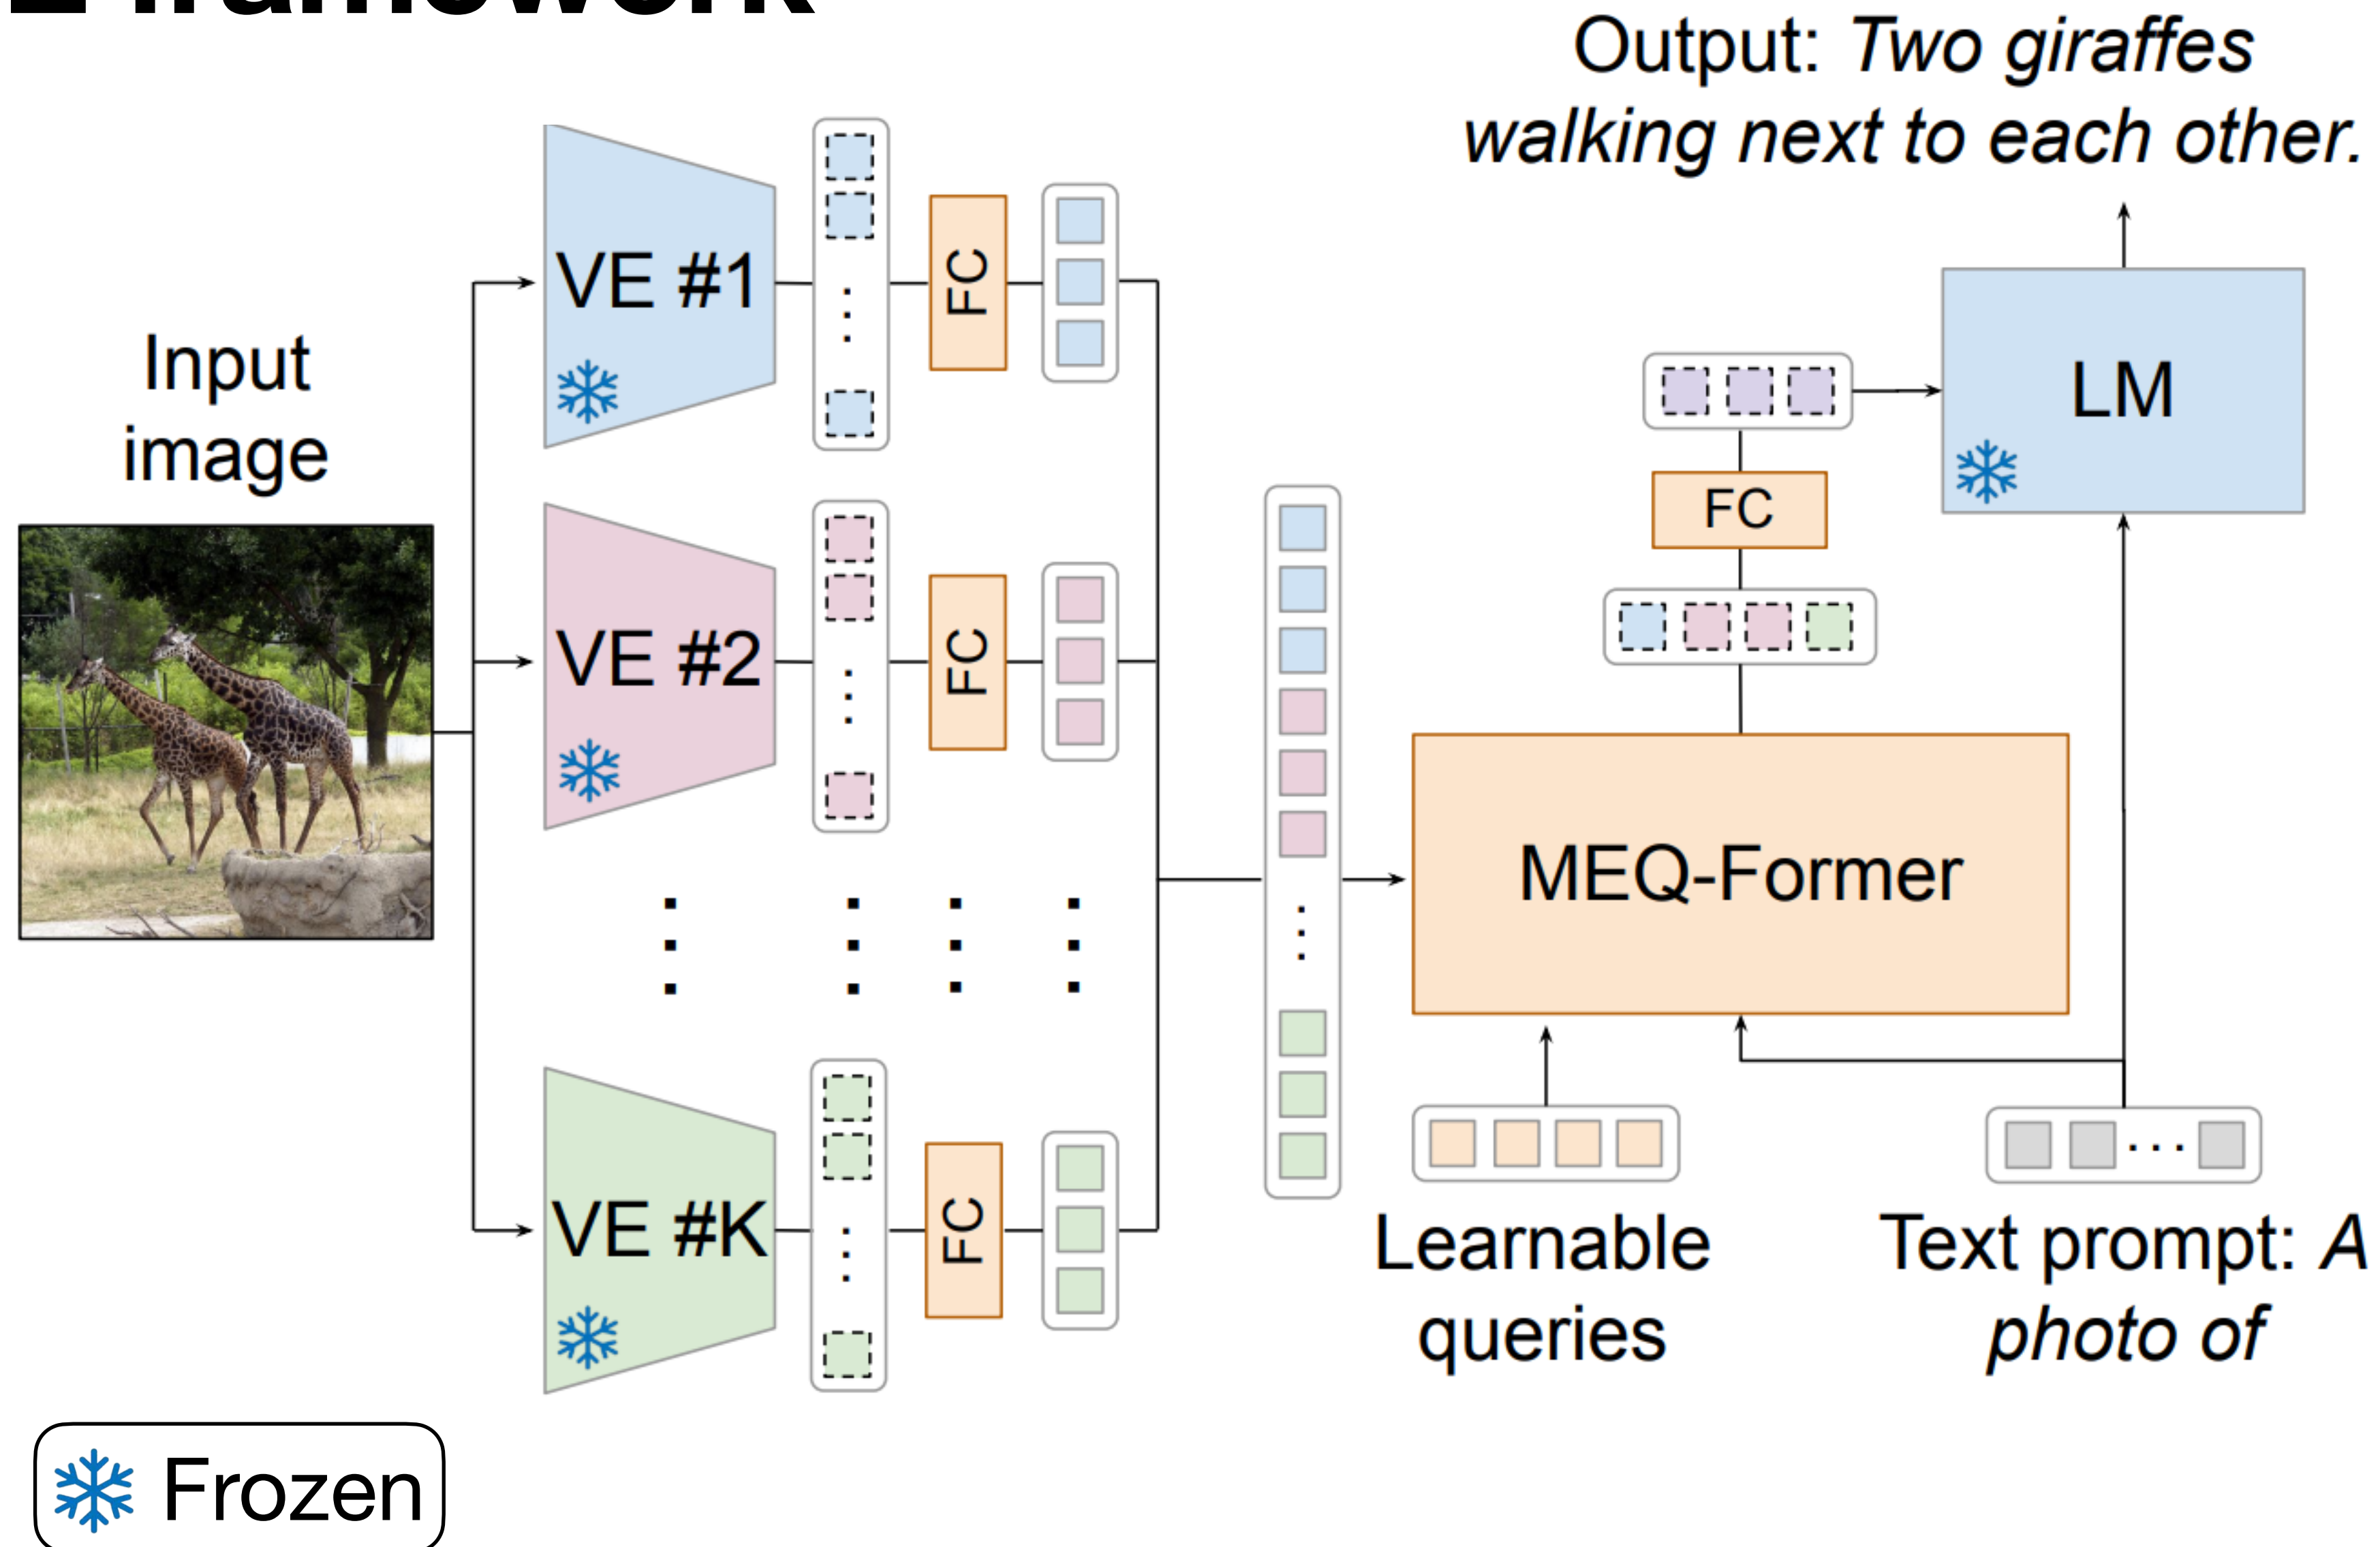 framework
Output: Two giraffes
walking next to each other.
Input
image
VE #1
FC
VE #2
FC
VE #K
FC
FC
LM
MEQ-Former
Learnable
queries
Text prompt: A
photo of
Frozen